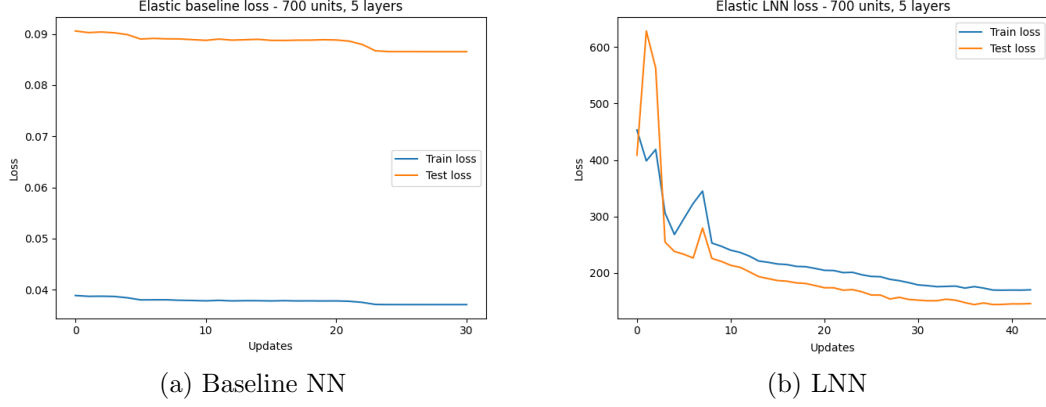 Elastic baseline loss - 700 units, 5 layers
0.09
0.08
0.07
0.06
0.05
0.04
Loss
Train loss
Test loss
0
10
20
30
Updates
(a) Baseline NN
Elastic LNN loss - 700 units, 5 layers
600
500
400
300
200
Loss
Train loss
Test loss
0
10
20
30
40
Updates
(b) LNN